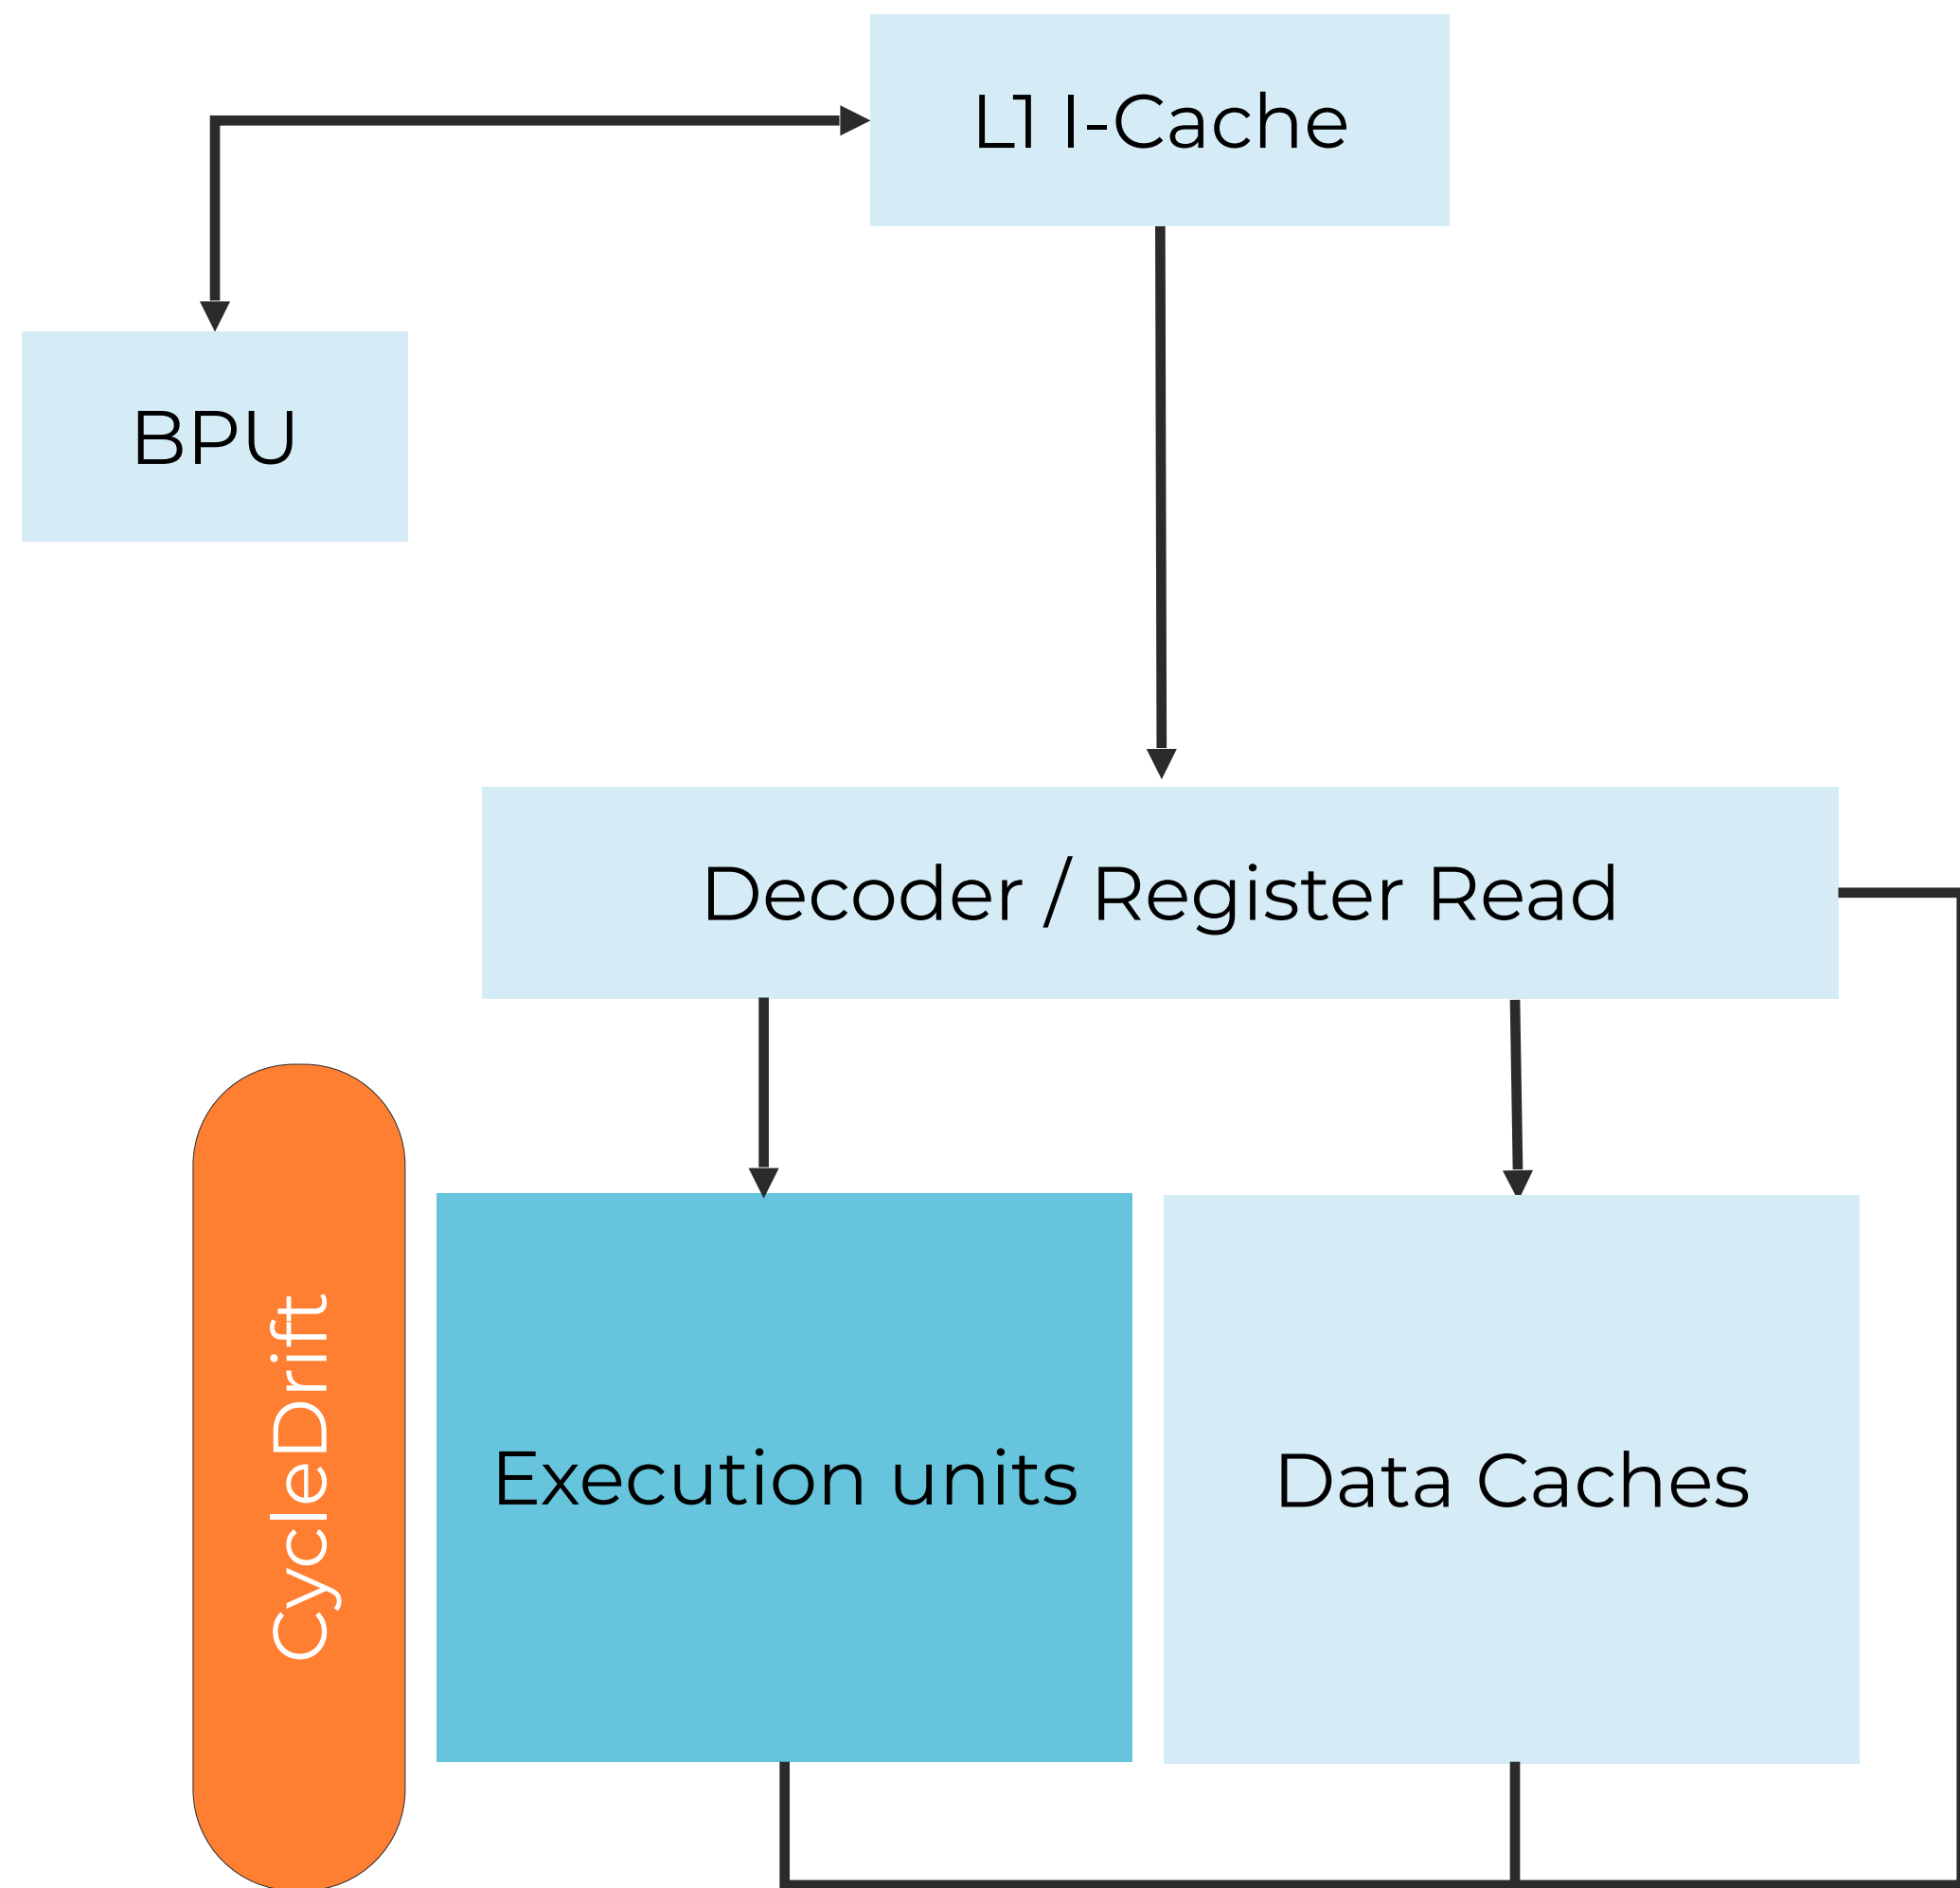 L1 I-Cache
BPU
Decoder / Register Read
CycleDrift
Execution units
Data Caches